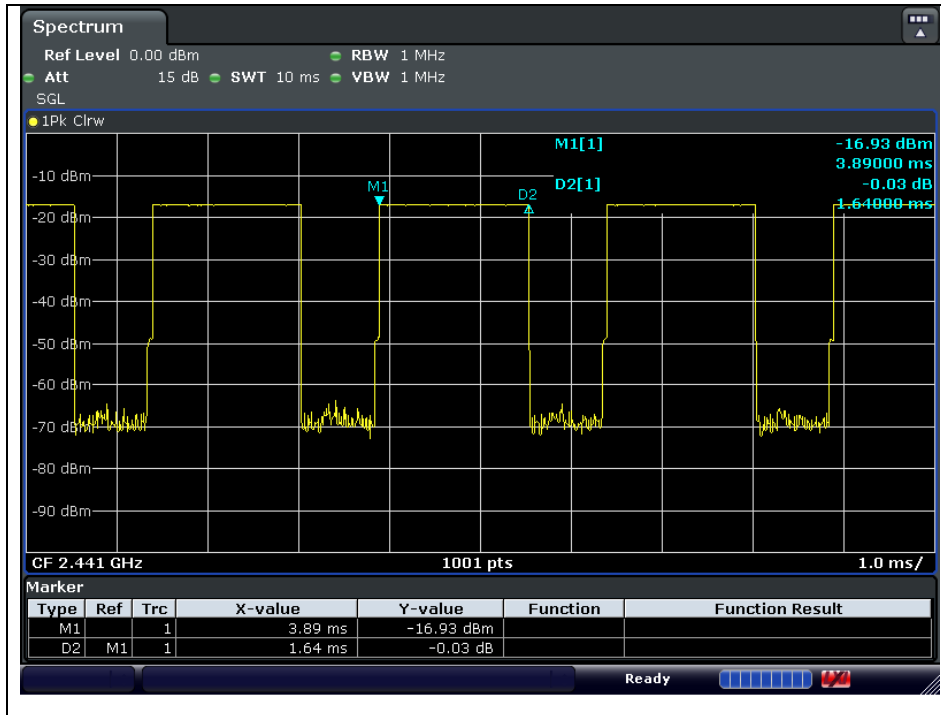 Spectrum
Ref Level 0.00 dBm RBW 1 MHz
Att 15 dB SWT 10 ms VBW 1 MHz
SGL
1Pk Clrw
M1[1] -16.93 dBm
3.89000 ms
D2[1] -0.03 dB
1.64000 ms
M1
D2
-10 dBm
-20 dBm
-30 dBm
-40 dBm
-50 dBm
-60 dBm
-70 dBm
-80 dBm
-90 dBm
CF 2.441 GHz 1001 pts 1.0 ms/
Marker
Type Ref Trc X-value Y-value Function Function Result
M1 1 3.89 ms -16.93 dBm
D2 M1 1 1.64 ms -0.03 dB
Ready